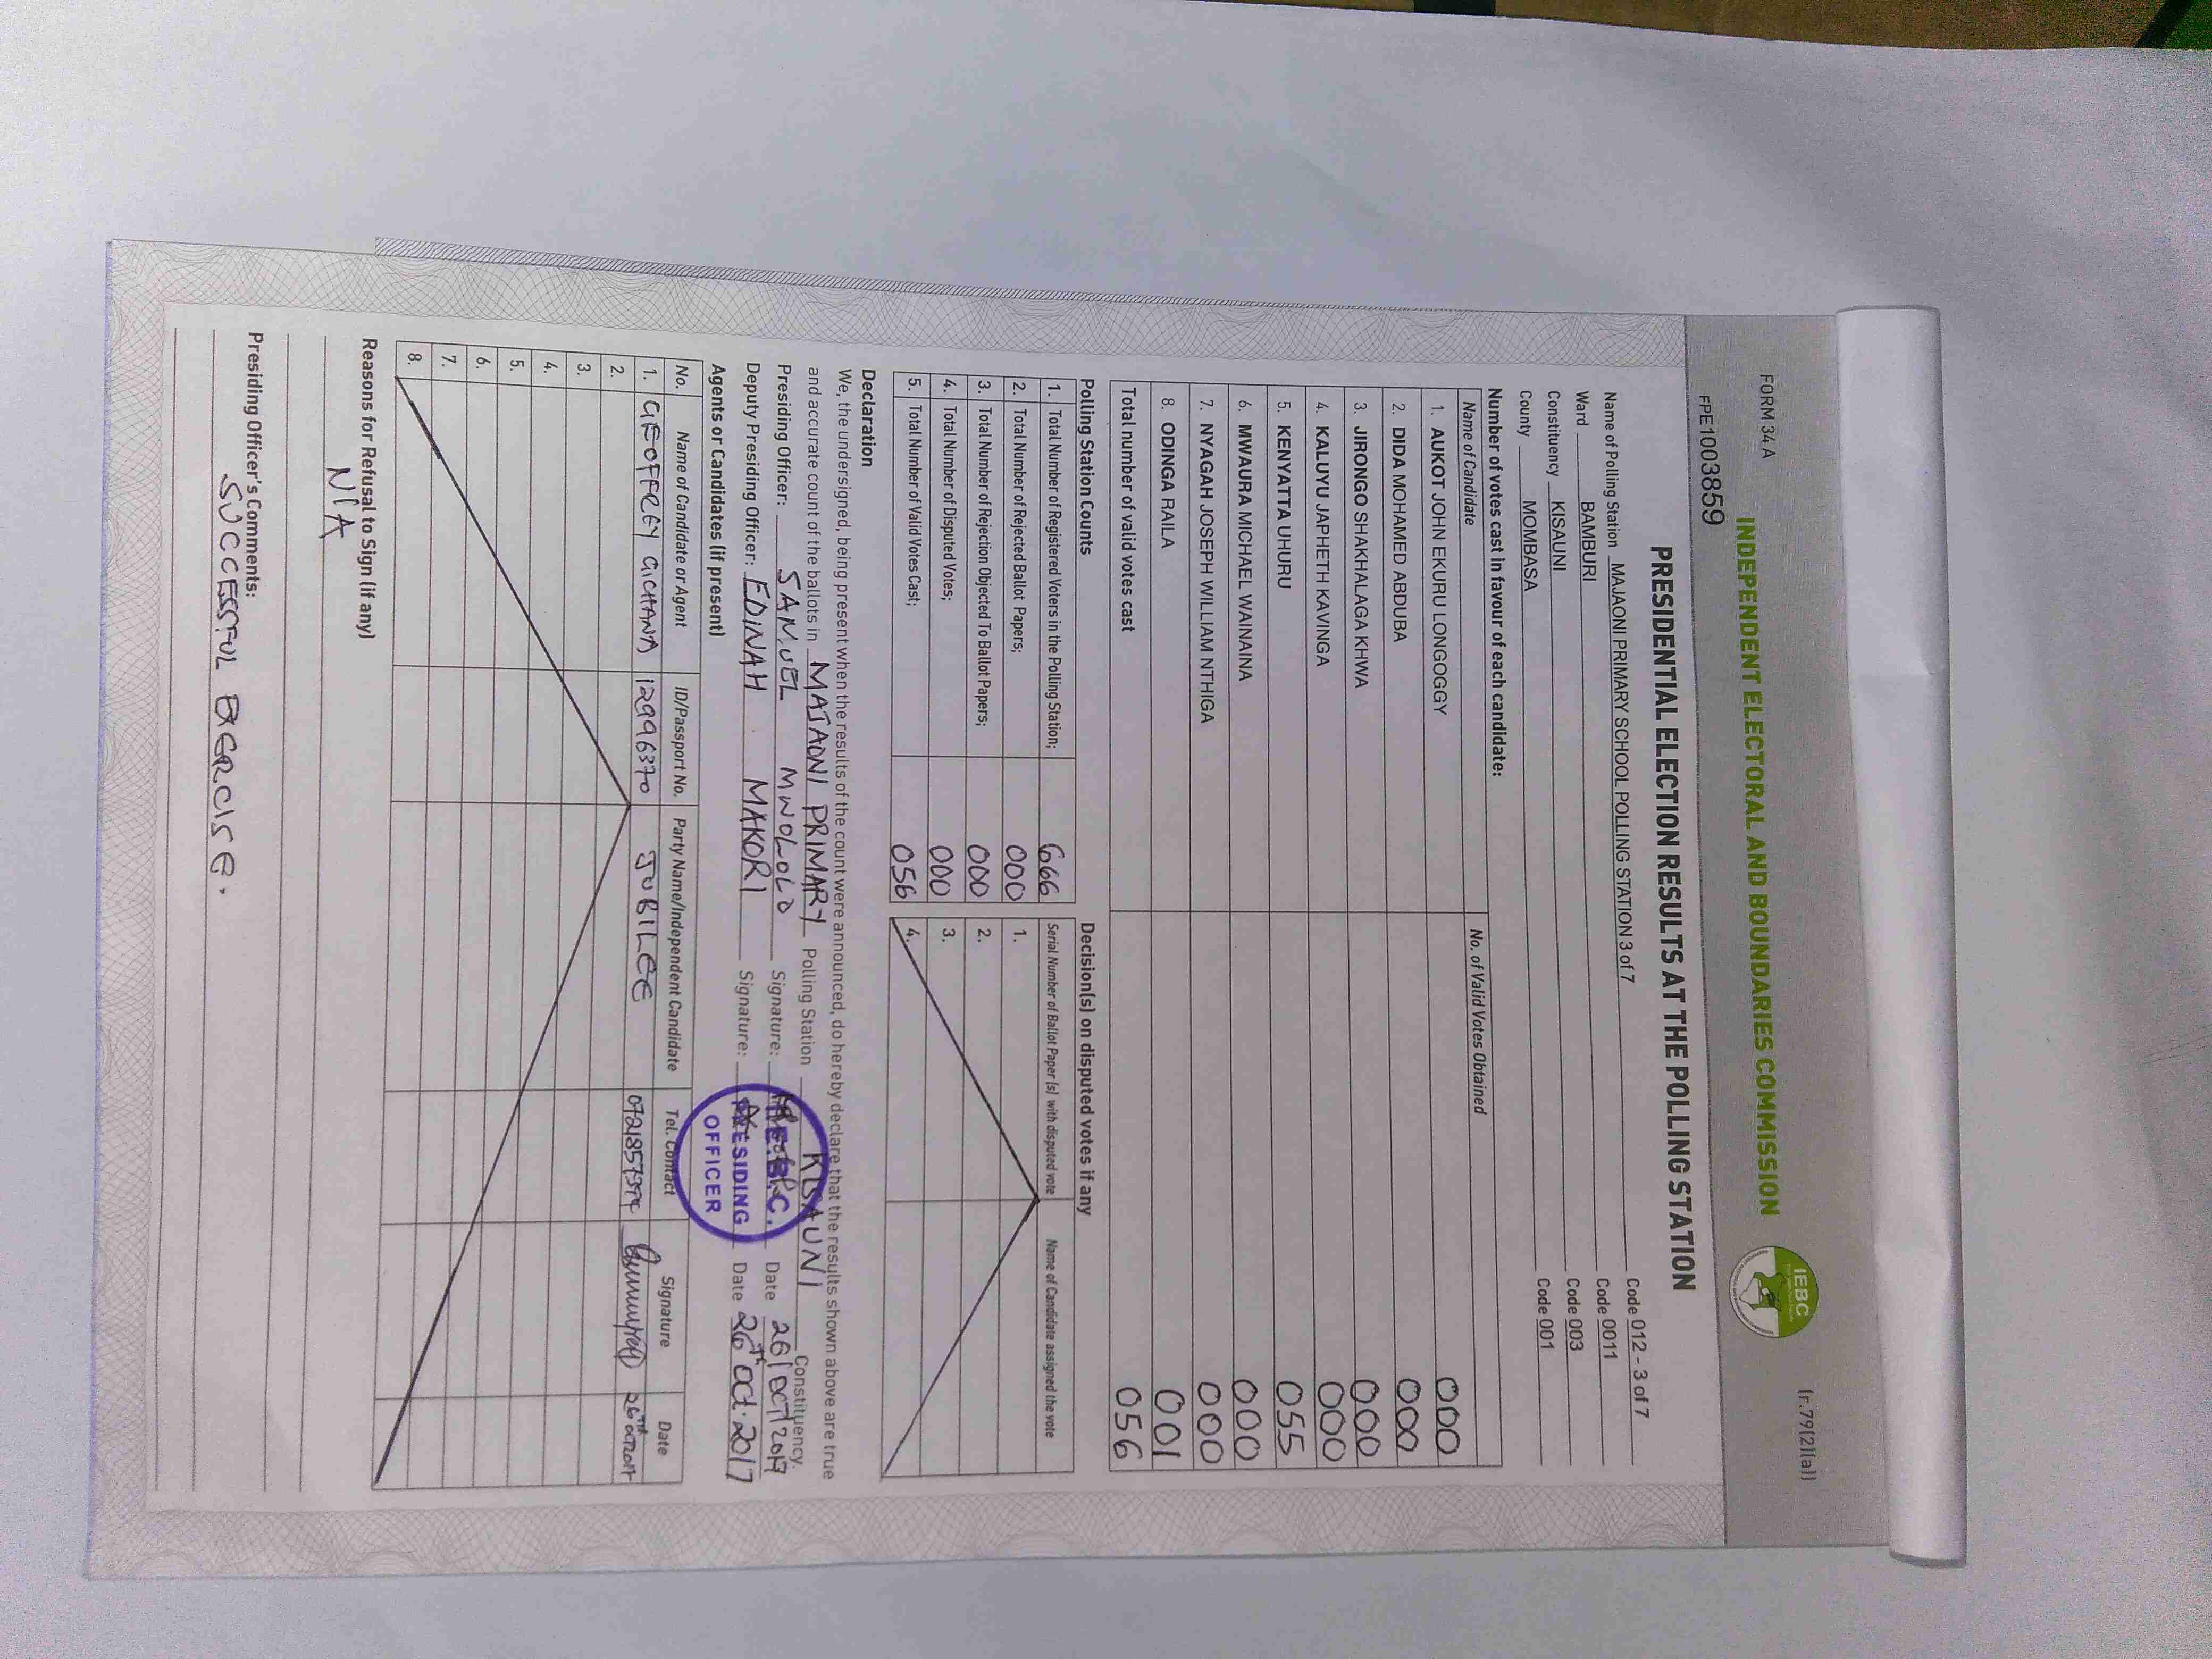 FORM 34 A
(r.79(2)(a))
INDEPENDENT ELECTORAL AND BOUNDARIES COMMISSION
IEBC
FPE1003859
PRESIDENTIAL ELECTION RESULTS AT THE POLLING STATION
Name of Polling Station MAJAONI PRIMARY SCHOOL POLLING STATION 3 of 7 Code 012 - 3 of 7
Ward BAMBURI Code 0011
Constituency KISAUNI Code 003
County MOMBASA Code 001
Number of votes cast in favour of each candidate:
Name of Candidate No. of Valid Votes Obtained
1. AUKOT JOHN EKURU LONGOGGY 000
2. DIDA MOHAMED ABDUBA 000
3. JIRONGO SHAKHALAGA KHWA 000
4. KALUYU JAPHETH KAVINGA 000
5. KENYATTA UHURU 055
6. MWAURA MICHAEL WAINAINA 000
7. NYAGAH JOSEPH WILLIAM NTHIGA 000
8. ODINGA RAILA 001
Total number of valid votes cast 056
Polling Station Counts Decision(s) on disputed votes if any
1. Total Number of Registered Voters in the Polling Station; 666 Serial Number of Ballot Paper (s) with disputed vote Name of Candidate assigned the vote
2. Total Number of Rejected Ballot Papers; 000 1.
3. Total Number of Rejection Objected To Ballot Papers; 000 2.
4. Total Number of Disputed Votes; 000 3.
5. Total Number of Valid Votes Cast; 056 4.
Declaration
We, the undersigned, being present when the results of the count were announced, do hereby declare that the results shown above are true
and accurate count of the ballots in MAJAONI PRIMARY Polling Station KISAUNI Constituency.
Presiding Officer: SAMUEL MWOLOLO Signature: Date 26/OCT/2017
Deputy Presiding Officer: EDINAH MAKORI Signature: Date 26TH Oct. 2017
I.E.B.C.
PRESIDING
OFFICER
Agents or Candidates (if present)
No. Name of Candidate or Agent ID/Passport No. Party Name/Independent Candidate Tel. Contact Signature Date
1. GEOFFREY GICHANA 12996370 JUBILEE 26TH OCT 2017
2.
3.
4.
5.
6.
7.
8.
Reasons for Refusal to Sign (if any)
N/A
Presiding Officer's Comments:
SUCCESSFUL EXERCISE.